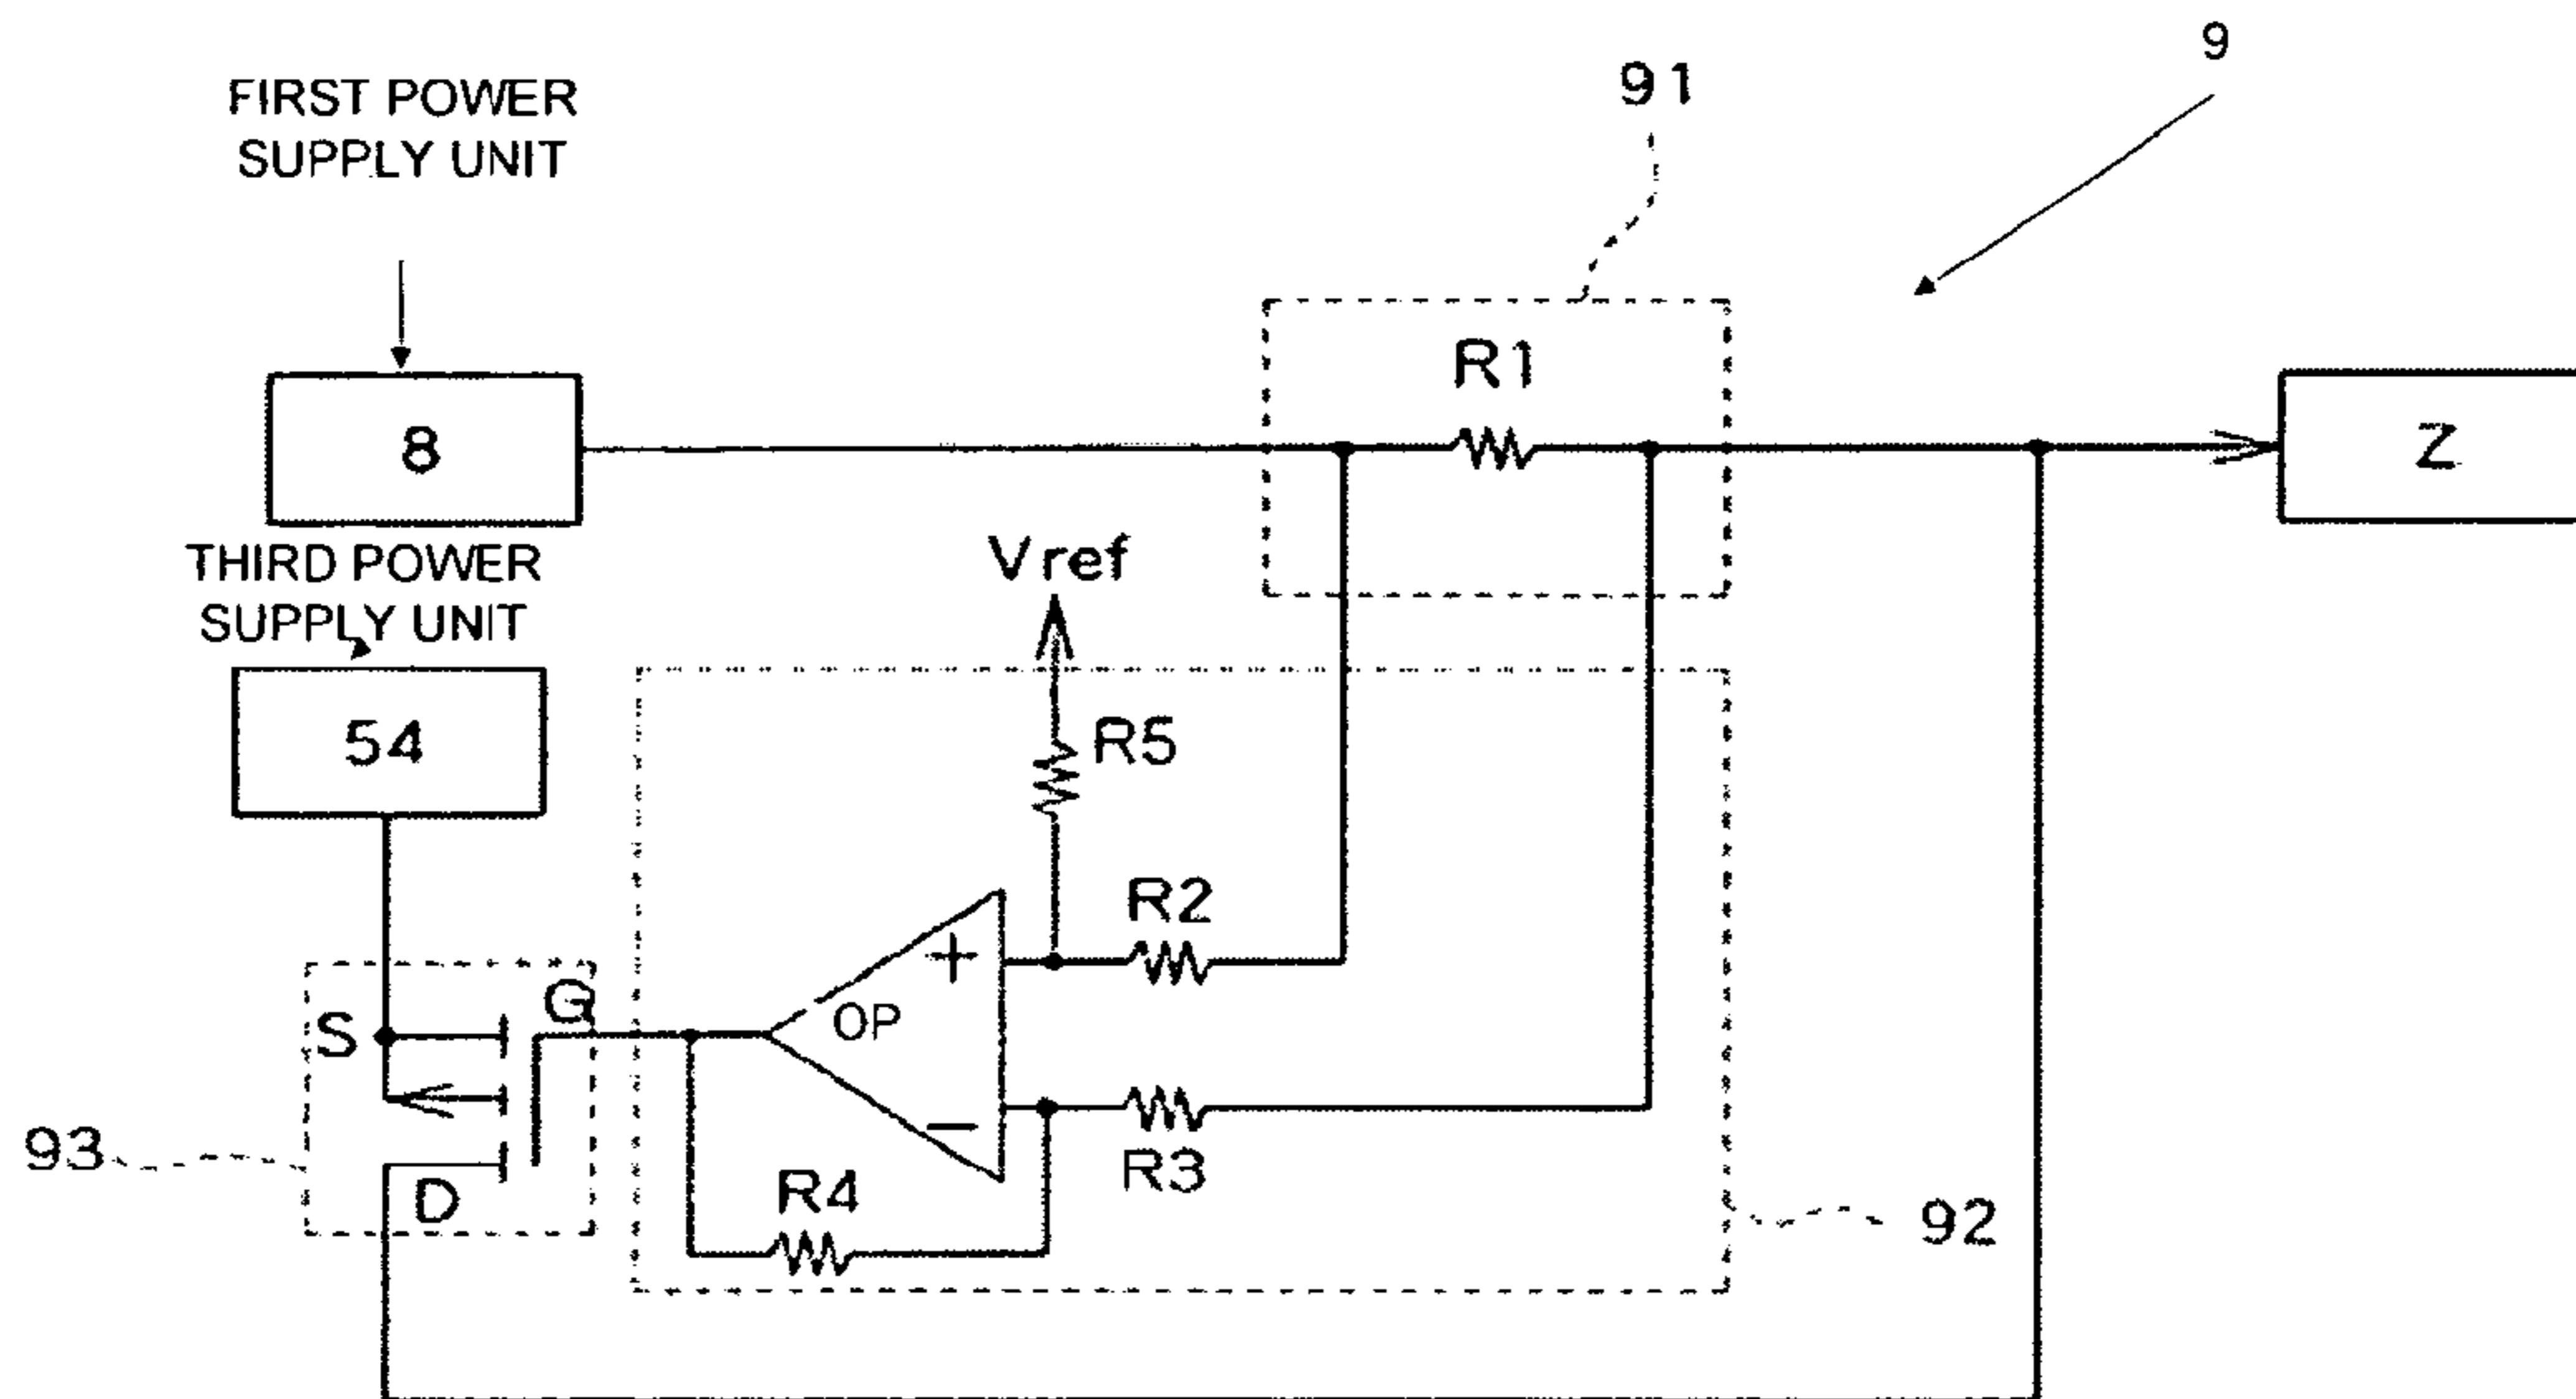 9
91
FIRST POWER
SUPPLY UNIT
R1
8
Z
Vref
THIRD POWER
SUPPLY UNIT
R5
54
R2
+
G
OP
S
−
93
R3
R4
D
92